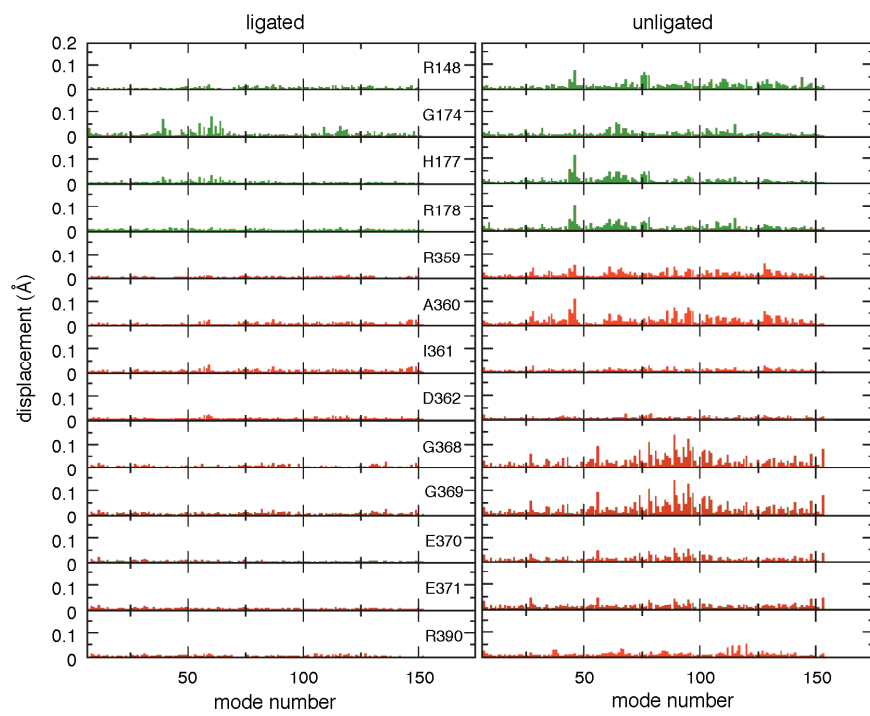 ligated unligated
0.2
0.1 R148
0
0.1 G174
0
0.1 H177
0
0.1 R178
0
0.1 R359
0
0.1 A360
0
0.1 I361
0
0.1 D362
0
0.1 G368
0
0.1 G369
0
0.1 E370
0
0.1 E371
0
0.1 R390
0
displacement (Å)
50 100 150 50 100 150
mode number mode number